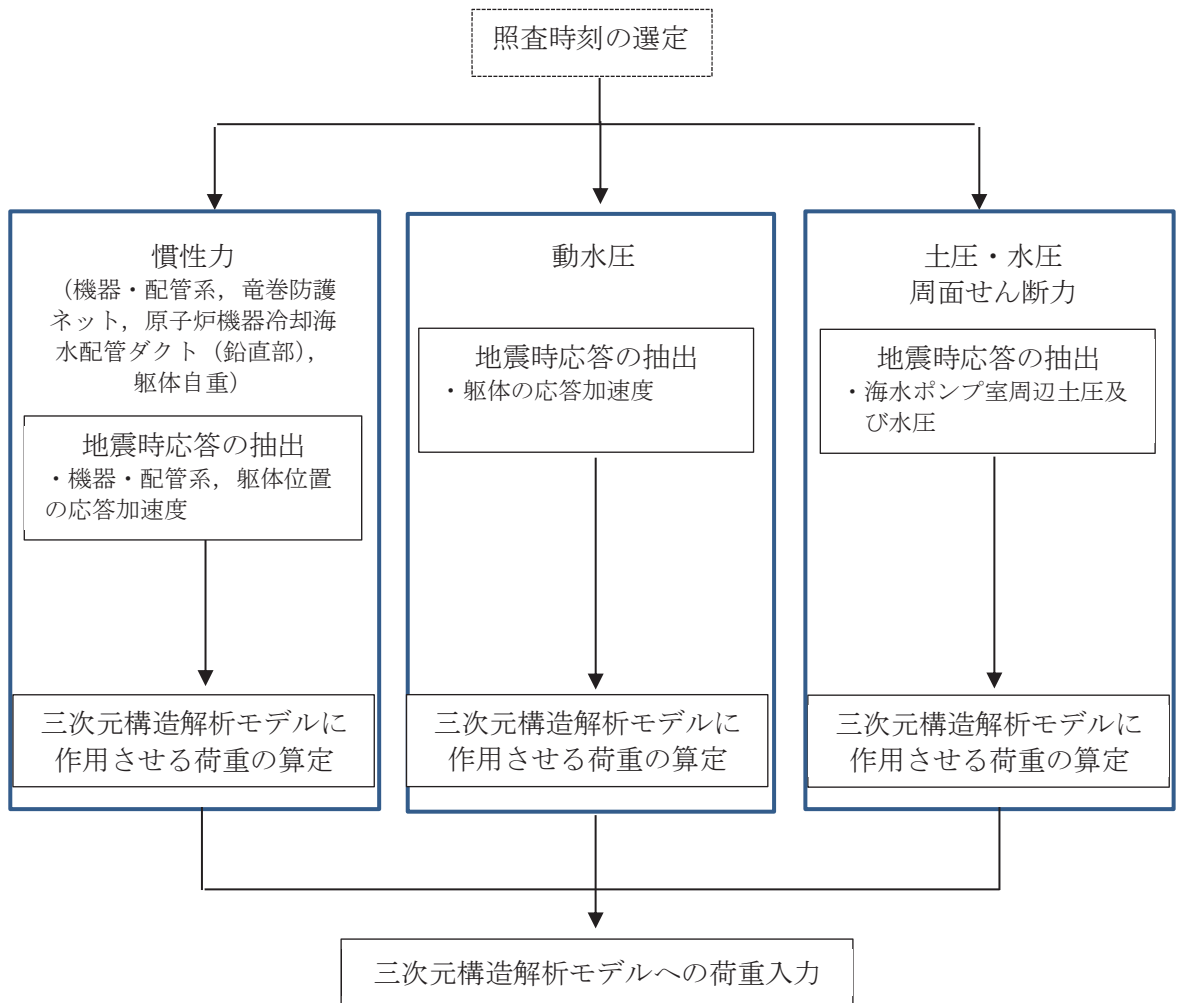 照査時刻の選定
慣性力
（機器・配管系，竜巻防護
ネット，原子炉機器冷却海
水配管ダクト（鉛直部），
躯体自重）
地震時応答の抽出
・機器・配管系，躯体位置
の応答加速度
三次元構造解析モデルに
作用させる荷重の算定
動水圧
地震時応答の抽出
・躯体の応答加速度
三次元構造解析モデルに
作用させる荷重の算定
土圧・水圧
周面せん断力
地震時応答の抽出
・海水ポンプ室周辺土圧及
び水圧
三次元構造解析モデルに
作用させる荷重の算定
三次元構造解析モデルへの荷重入力